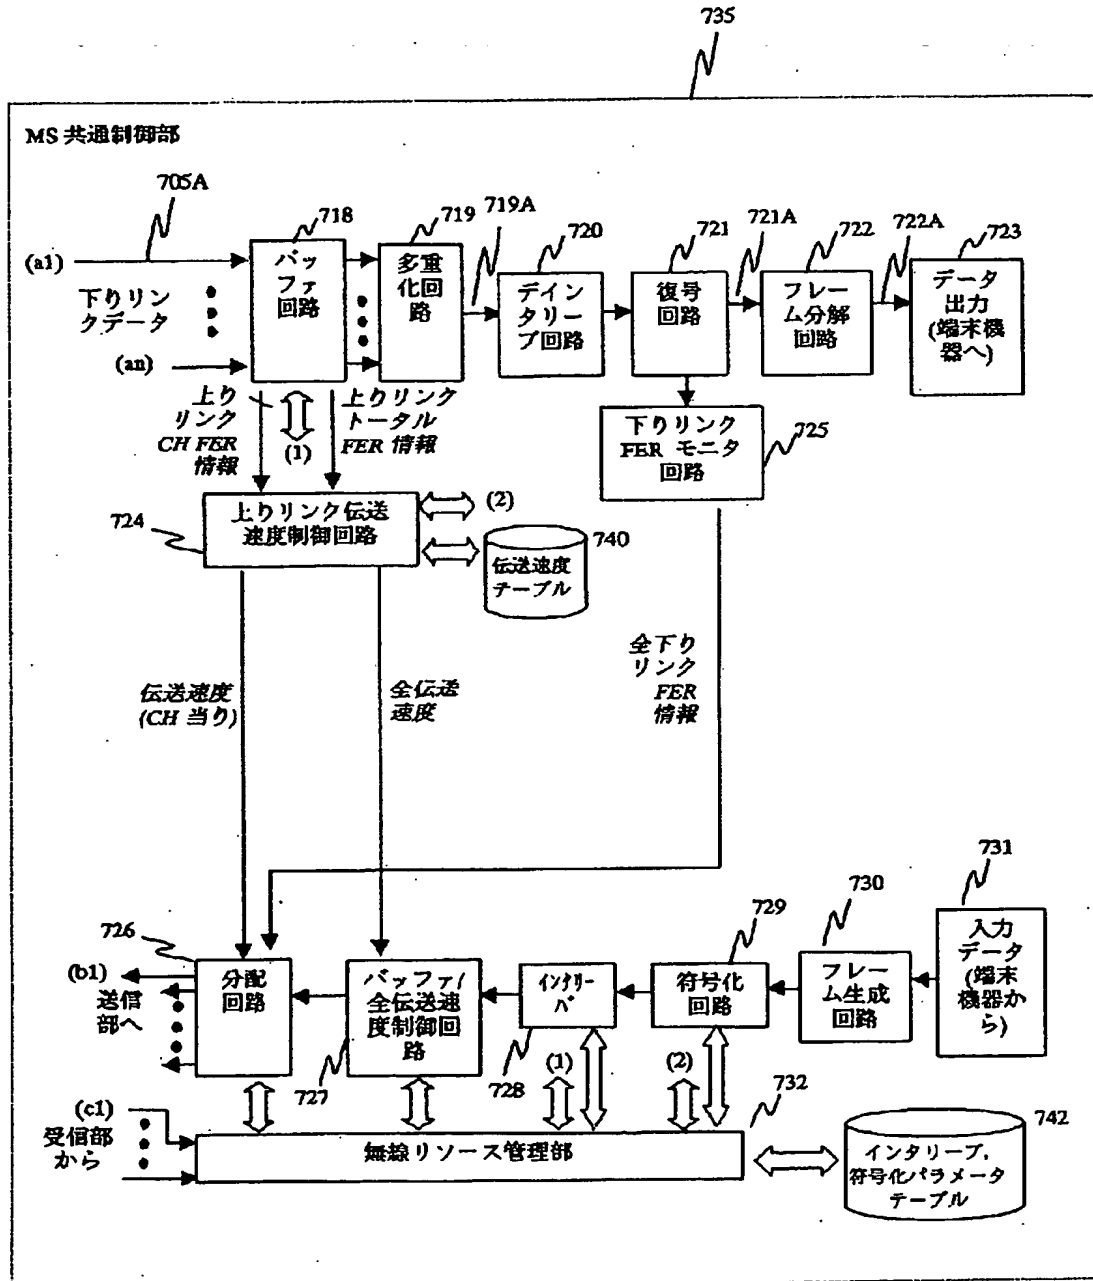 735
MS 共通制御部
705A
718
719
719A
720
721
721A
722
722A
723
(a1)
下りリン
クデータ
(an)
バッ
ファ
回路
多重
化回
路
デイン
タリー
ブ回路
復号
回路
フレー
ム分解
回路
データ
出力
(端末機
器へ)
上り
リンク
CH FER
情報
(1)
上りリンク
トータル
FER 情報
下りリンク
FER モニタ
回路
725
724
上りリンク伝送
速度制御回路
(2)
740
伝送速度
テーブル
伝送速度
(CH 当り)
全伝送
速度
全下り
リンク
FER
情報
726
(b1)
送信
部へ
分配
回路
バッファ/
全伝送速
度制御回
路
727
インタリー
バ
728
729
符号化
回路
730
フレー
ム生成
回路
731
入力
データ
(端末
機器か
ら)
(1)
(2)
732
(c1)
受信部
から
無線リソース管理部
742
インタリーブ,
符号化パラメータ
テーブル